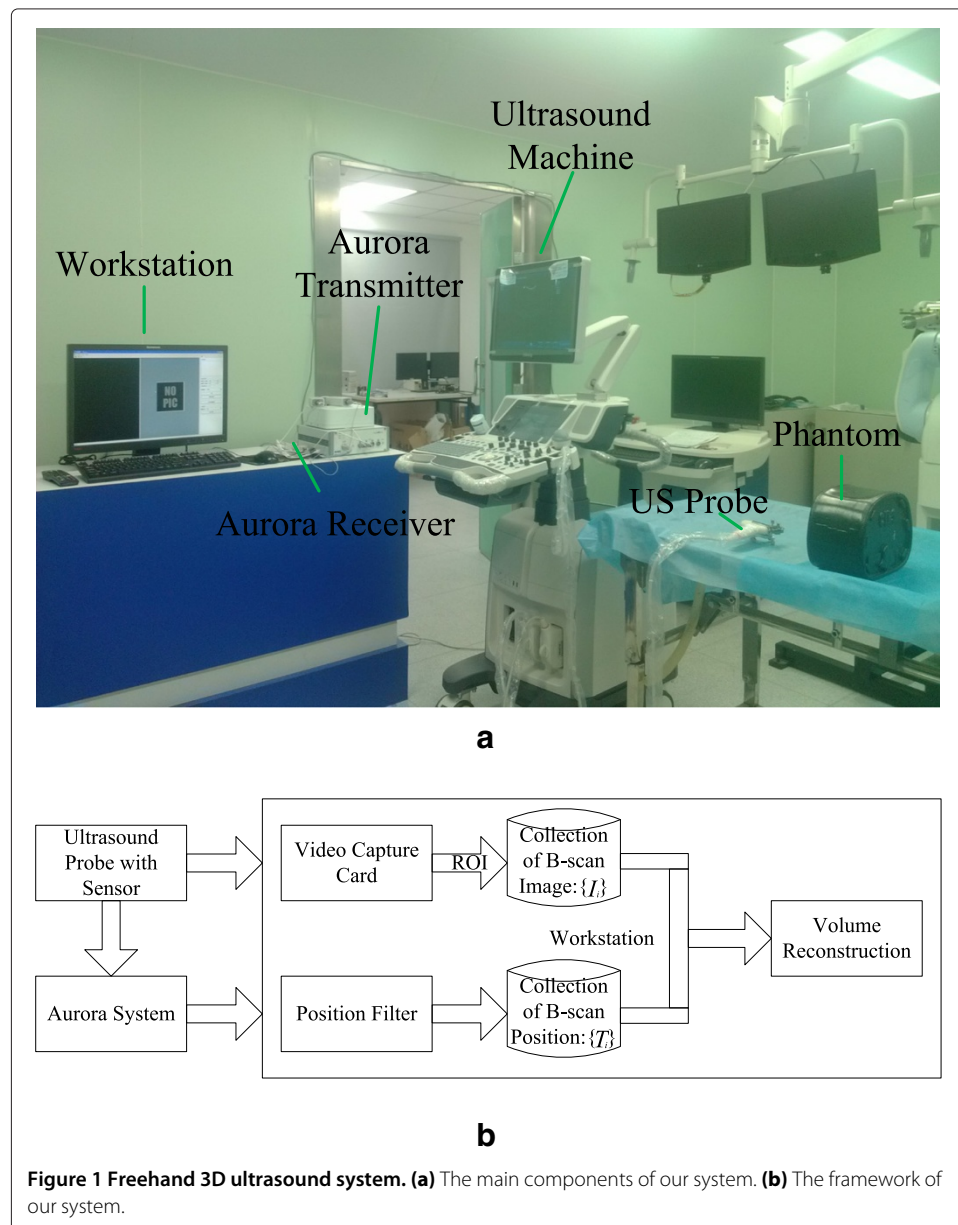 Ultrasound
Machine
Aurora
Transmitter
Workstation
NO
PIC
Phantom
US Probe
Aurora Receiver
a
Ultrasound
Probe with
Sensor
Video Capture
Card
ROI
Collection
of B-scan
Image:{I_i}
Workstation
Volume
Reconstruction
Aurora System
Position Filter
Collection
of B-scan
Position:{T_i}
b
Figure 1 Freehand 3D ultrasound system. (a) The main components of our system. (b) The framework of
our system.